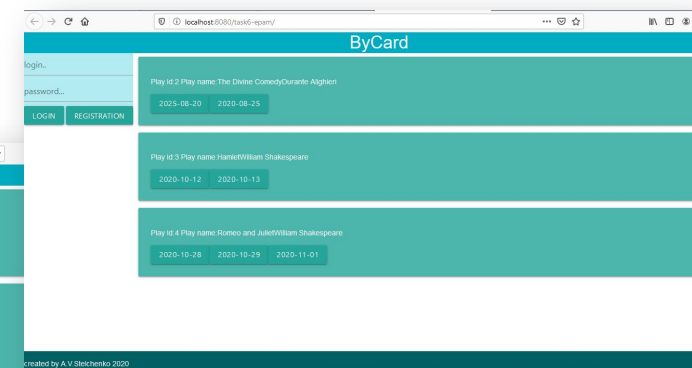 localhost:8080/task6-epam/
ByCard
login..
password...
LOGIN REGISTRATION
Play Id:2 Play name:The Divine ComedyDurante Alighieri
2025-08-20 2020-08-25
Play Id:3 Play name:HamletWilliam Shakespeare
2020-10-12 2020-10-13
Play Id:4 Play name:Romeo and JulietWilliam Shakespeare
2020-10-28 2020-10-29 2020-11-01
created by A.V.Stelchenko 2020